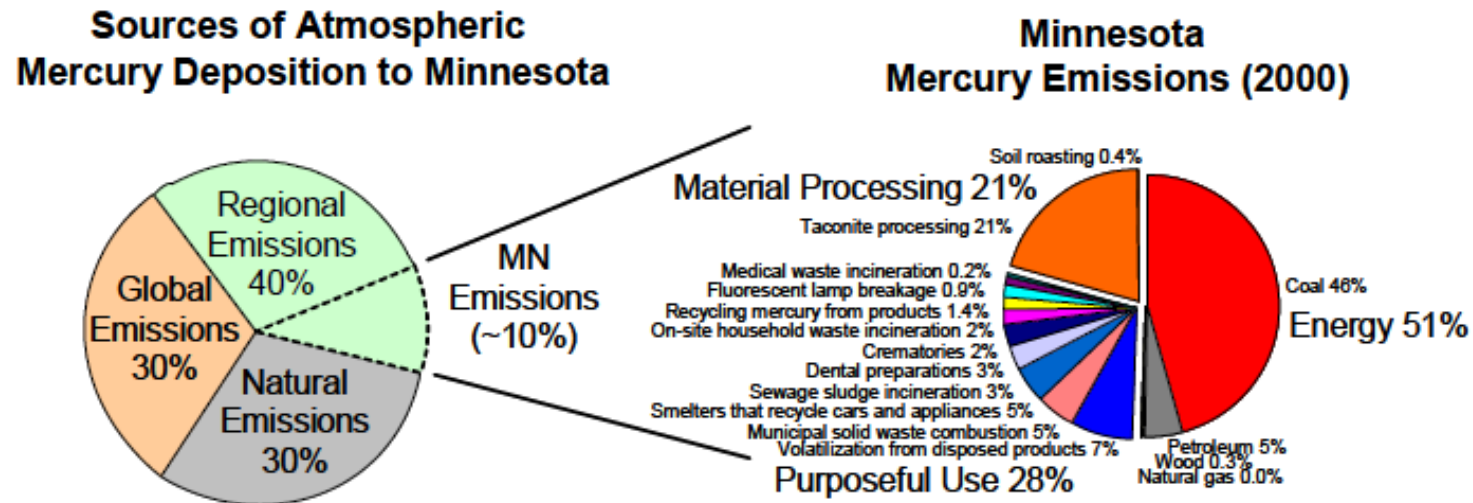 Sources of Atmospheric
Mercury Deposition to Minnesota
Regional
Emissions
40%
Global
Emissions
30%
Natural
Emissions
30%
MN
Emissions
(~10%)
Minnesota
Mercury Emissions (2000)
Soil roasting 0.4%
Material Processing 21%
Taconite processing 21%
Medical waste incineration 0.2%
Fluorescent lamp breakage 0.9%
Recycling mercury from products 1.4%
On-site household waste incineration 2%
Crematories 2%
Dental preparations 3%
Sewage sludge incineration 3%
Smelters that recycle cars and appliances 5%
Municipal solid waste combustion 5%
Volatilization from disposed products 7%
Purposeful Use 28%
Coal 46%
Energy 51%
Petroleum 5%
Wood 0.3%
Natural gas 0.0%